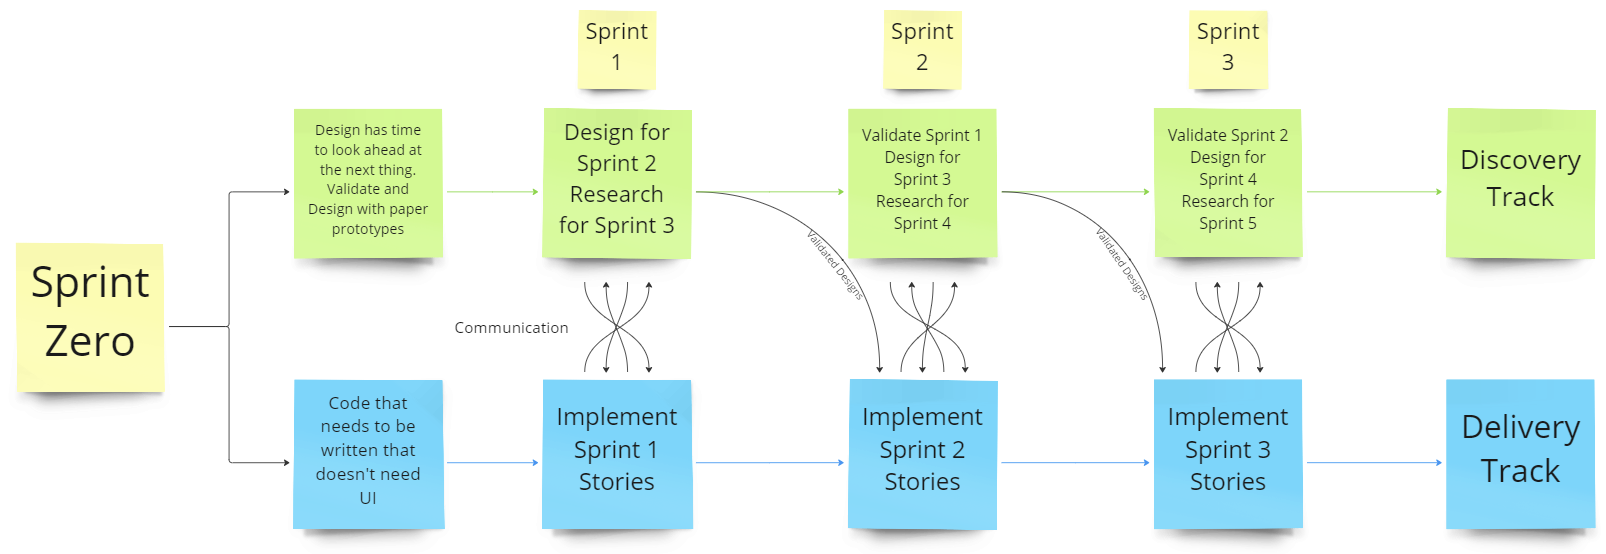 Sprint
1
Sprint
2
Sprint
3
Design has time
to look ahead at
the next thing.
Validate and
Design with paper
prototypes
Design for
Sprint 2
Research
for Sprint 3
Validate Sprint 1
Design for
Sprint 3
Research for
Sprint 4
Validate Sprint 2
Design for
Sprint 4
Research for
Sprint 5
Discovery
Track
Sprint
Zero
Communication
Validated Designs
Validated Designs
Code that
needs to be
written that
doesn't need
UI
Implement
Sprint 1
Stories
Implement
Sprint 2
Stories
Implement
Sprint 3
Stories
Delivery
Track